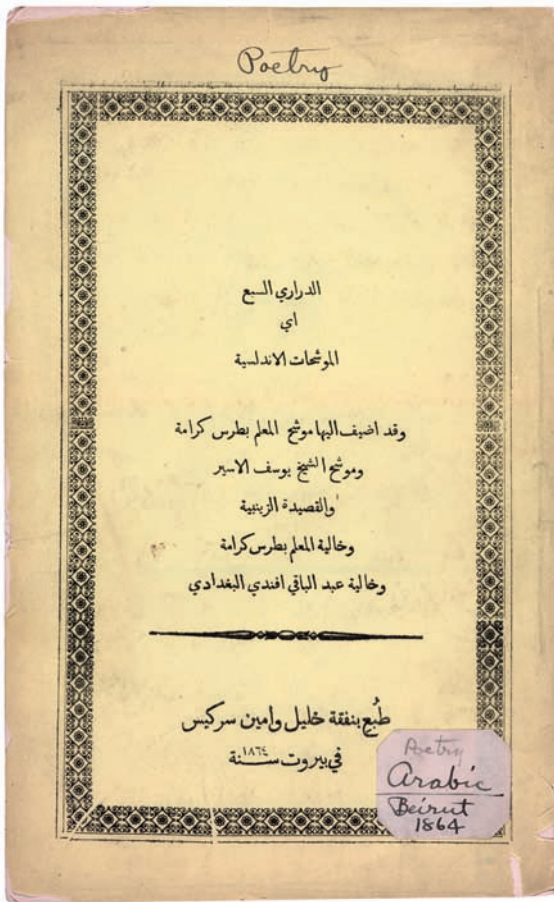 Poetry
الدراري السبع
اي
الموشحات الاندلسية
وقد اضيف اليها موشح المعلم بطرس كرامة
وموشح الشيخ يوسف الاسير
والقصيدة الزينبية
وخالية المعلم بطرس كرامة
وخالية عبد الباقي افندي البغدادي
طُبع بنفقة خليل وامين سركيس
في بيروت سنة ١٨٦٤
Poetry
Arabic
Beirut
1864